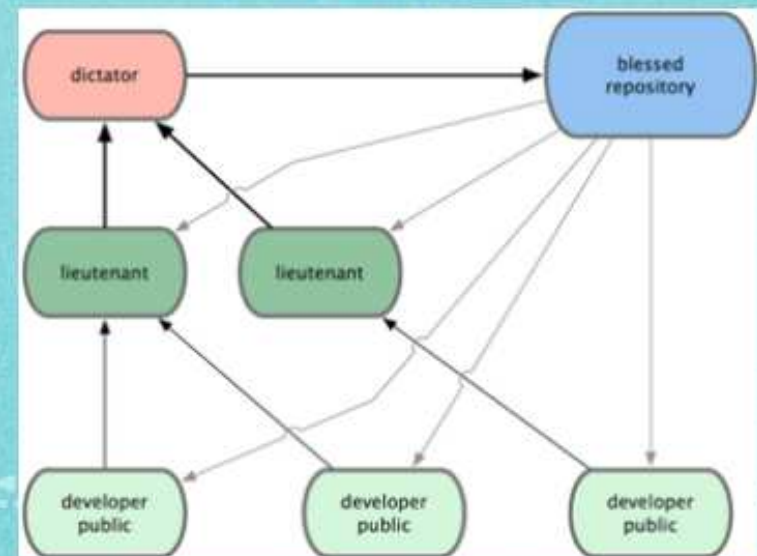 dictator
blessed
repository
lieutenant
lieutenant
developer
public
developer
public
developer
public